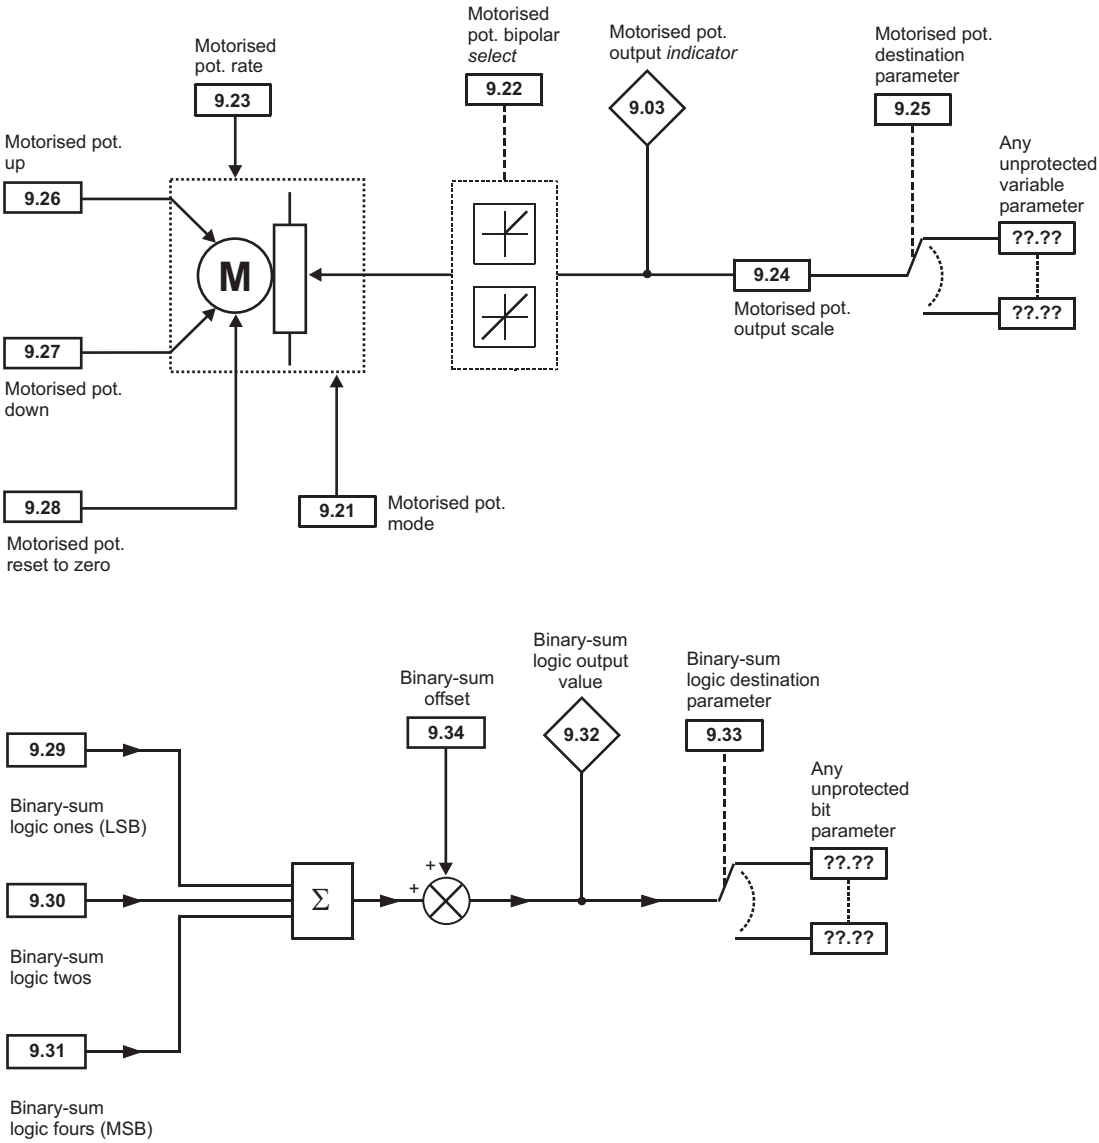 Motorised
pot. rate
9.23
Motorised
pot. bipolar
select
9.22
Motorised pot.
output indicator
9.03
Motorised pot.
destination
parameter
9.25
Any
unprotected
variable
parameter
??.??
??.??
Motorised pot.
up
9.26
M
9.24
Motorised pot.
output scale
9.27
Motorised pot.
down
9.28
Motorised pot.
reset to zero
9.21
Motorised pot.
mode
Binary-sum
offset
9.34
Binary-sum
logic output
value
9.32
Binary-sum
logic destination
parameter
9.33
Any
unprotected
bit
parameter
??.??
??.??
9.29
Binary-sum
logic ones (LSB)
9.30
Binary-sum
logic twos
9.31
Binary-sum
logic fours (MSB)
Σ
+
+